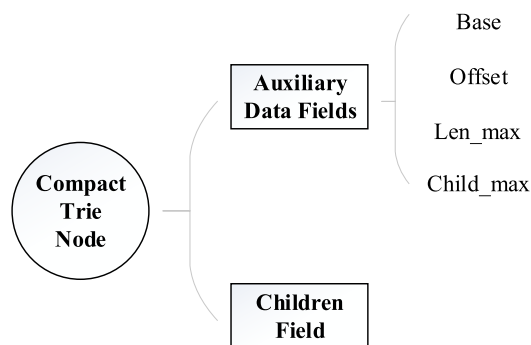 Compact
Trie
Node
Auxiliary
Data Fields
Base
Offset
Len_max
Child_max
Children
Field